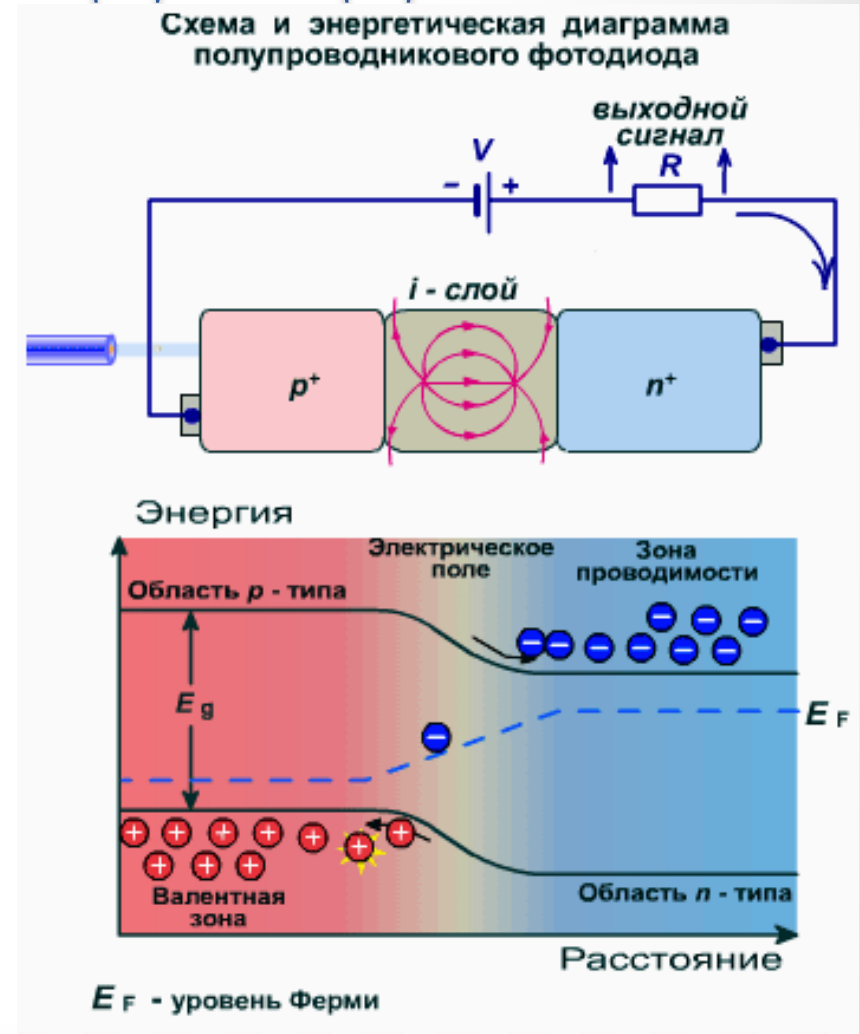 Схема и энергетическая диаграмма
полупроводникового фотодиода
выходной
сигнал
V
R
− +
i - слой
p+
n+
Энергия
Электрическое
поле
Зона
проводимости
Область p - типа
E g
E F
Валентная
зона
Область n - типа
Расстояние
E F - уровень Ферми